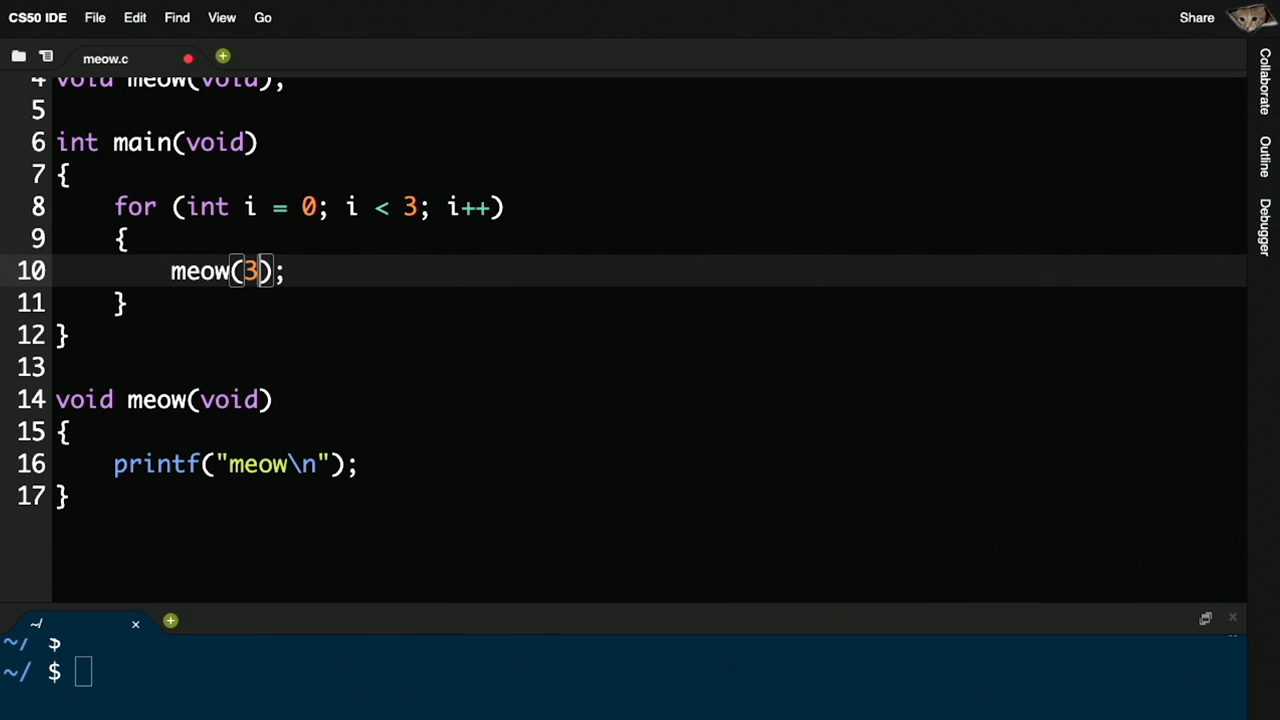 CS50 IDE File Edit Find View Go Share
meow.c
4 void meow(void);
5
6 int main(void)
7 {
8 for (int i = 0; i < 3; i++)
9 {
10 meow(3);
11 }
12 }
13
14 void meow(void)
15 {
16 printf("meow\n");
17 }
~/
~/ $
~/ $
Collaborate
Outline
Debugger